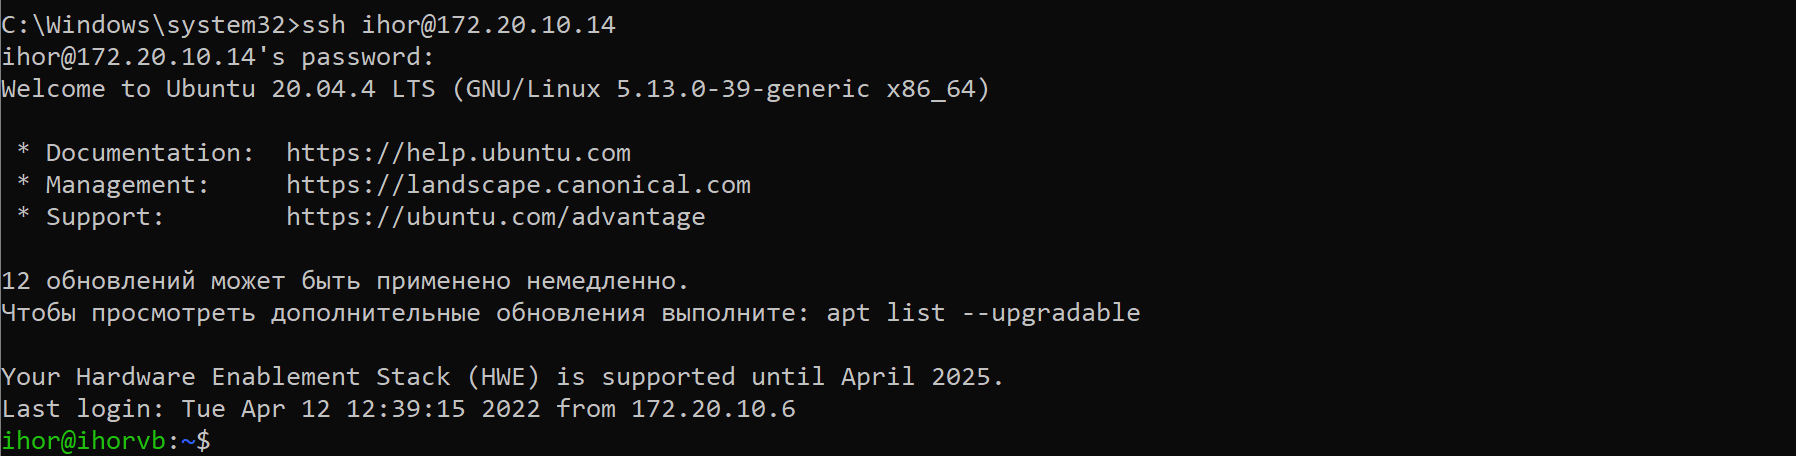 C:\Windows\system32>ssh ihor@172.20.10.14
ihor@172.20.10.14's password:
Welcome to Ubuntu 20.04.4 LTS (GNU/Linux 5.13.0-39-generic x86_64)
* Documentation:  https://help.ubuntu.com
* Management:     https://landscape.canonical.com
* Support:        https://ubuntu.com/advantage
12 обновлений может быть применено немедленно.
Чтобы просмотреть дополнительные обновления выполните: apt list --upgradable
Your Hardware Enablement Stack (HWE) is supported until April 2025.
Last login: Tue Apr 12 12:39:15 2022 from 172.20.10.6
ihor@ihorvb:~$